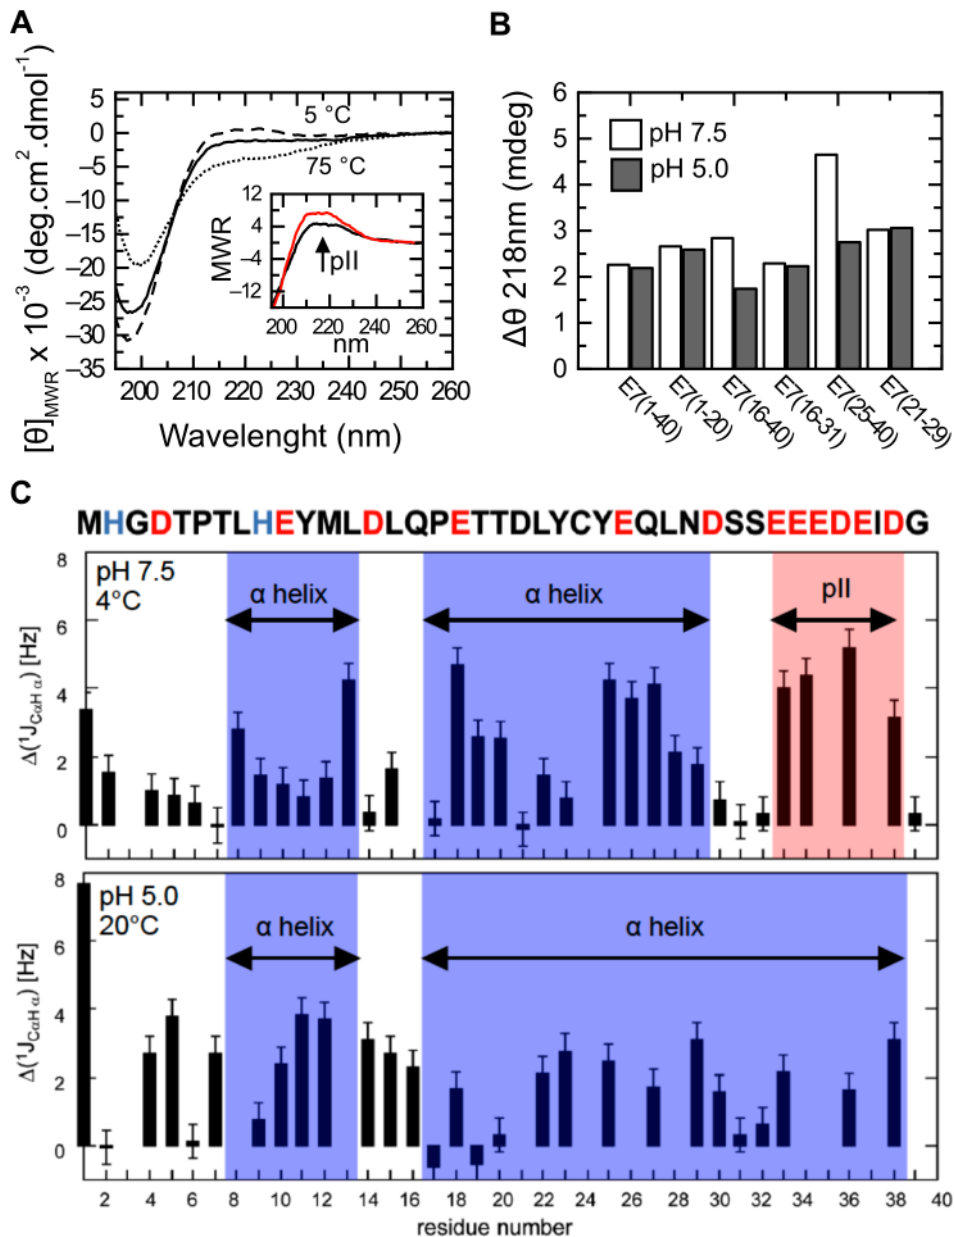 A
[θ]MWR x 10⁻³ (deg.cm².dmol⁻¹)
5
0
−5
−10
−15
−20
−25
−30
−35
5 °C
75 °C
MWR
12
4
−4
−12
pII
200 220 240 260
nm
200 210 220 230 240 250 260
Wavelenght (nm)
B
Δθ 218nm (mdeg)
6
5
4
3
2
1
0
pH 7.5
pH 5.0
E7(1-40)
E7(1-20)
E7(16-40)
E7(16-31)
E7(25-40)
E7(21-29)
C
MHGDTPTLHEYMLDLQPETTDLYCYEQLNDSSEEEDEIDG
Δ(¹JCαHα) [Hz]
8
6
4
2
0
pH 7.5
4°C
α helix
α helix
pII
Δ(¹JCαHα) [Hz]
8
6
4
2
0
pH 5.0
20°C
α helix
α helix
2 4 6 8 10 12 14 16 18 20 22 24 26 28 30 32 34 36 38 40
residue number